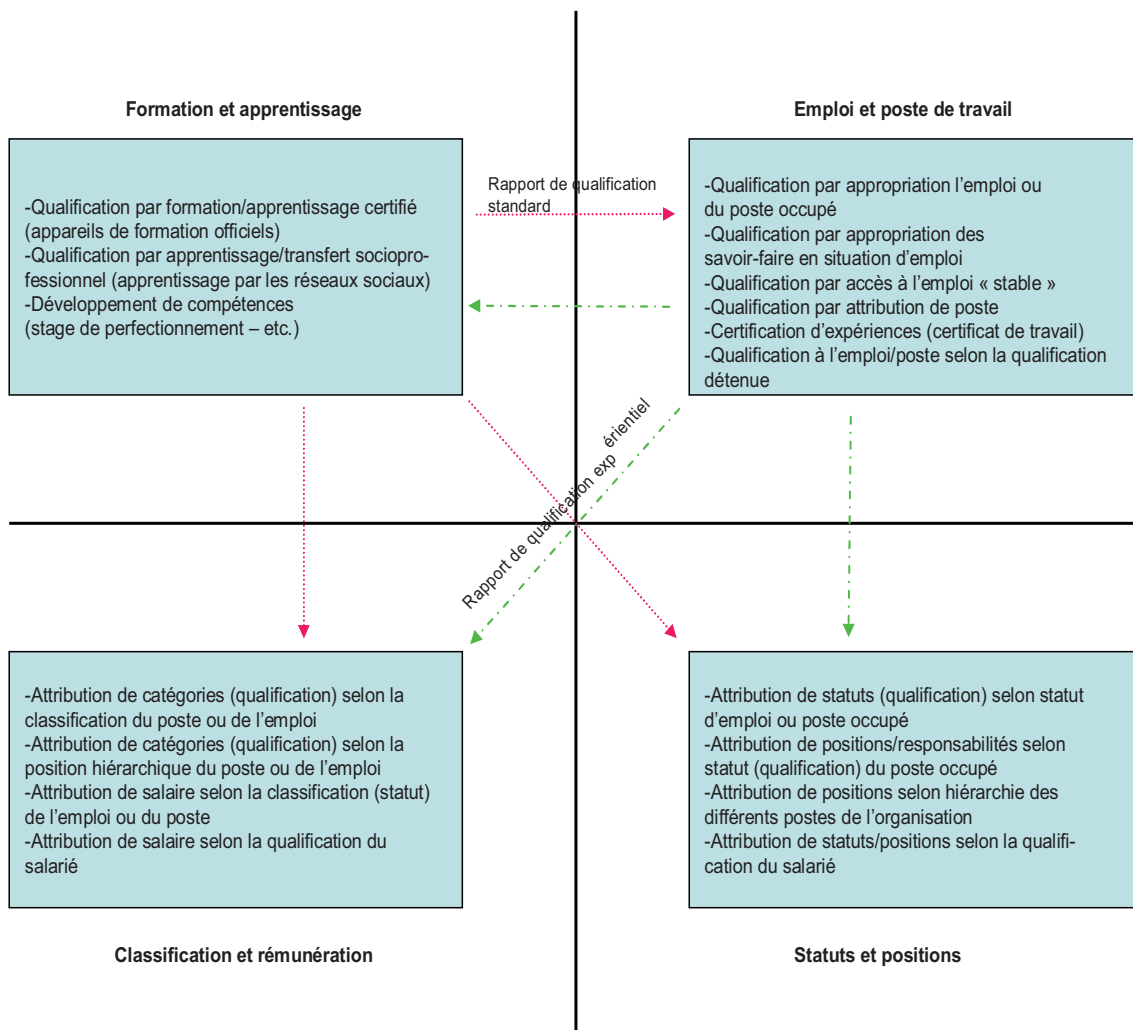 Formation et apprentissage
Emploi et poste de travail
-Qualification par formation/apprentissage certifié
(appareils de formation officiels)
-Qualification par apprentissage/transfert sociopro-
fessionnel (apprentissage par les réseaux sociaux)
-Développement de compétences
(stage de perfectionnement – etc.)
Rapport de qualification
standard
-Qualification par appropriation l’emploi ou
du poste occupé
-Qualification par appropriation des
savoir-faire en situation d’emploi
-Qualification par accès à l’emploi « stable »
-Qualification par attribution de poste
-Certification d’expériences (certificat de travail)
-Qualification à l’emploi/poste selon la qualification
détenue
Rapport de qualification exp érientiel
-Attribution de catégories (qualification) selon la
classification du poste ou de l’emploi
-Attribution de catégories (qualification) selon la
position hiérarchique du poste ou de l’emploi
-Attribution de salaire selon la classification (statut)
de l’emploi ou du poste
-Attribution de salaire selon la qualification du
salarié
-Attribution de statuts (qualification) selon statut
d’emploi ou poste occupé
-Attribution de positions/responsabilités selon
statut (qualification) du poste occupé
-Attribution de positions selon hiérarchie des
différents postes de l’organisation
-Attribution de statuts/positions selon la qualifi-
cation du salarié
Classification et rémunération
Statuts et positions